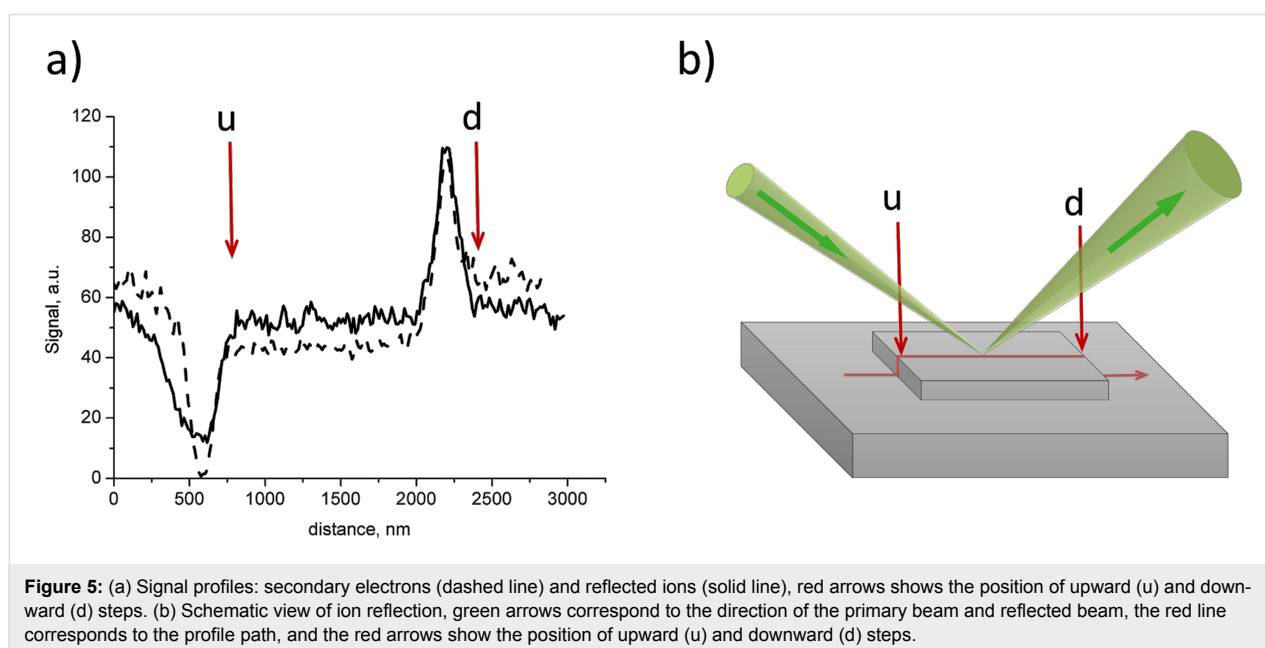 a)
b)
120
100
80
60
40
20
0
Signal, a.u.
u
d
0 500 1000 1500 2000 2500 3000
distance, nm
u
d
Figure 5: (a) Signal profiles: secondary electrons (dashed line) and reflected ions (solid line), red arrows shows the position of upward (u) and down-
ward (d) steps. (b) Schematic view of ion reflection, green arrows correspond to the direction of the primary beam and reflected beam, the red line
corresponds to the profile path, and the red arrows show the position of upward (u) and downward (d) steps.